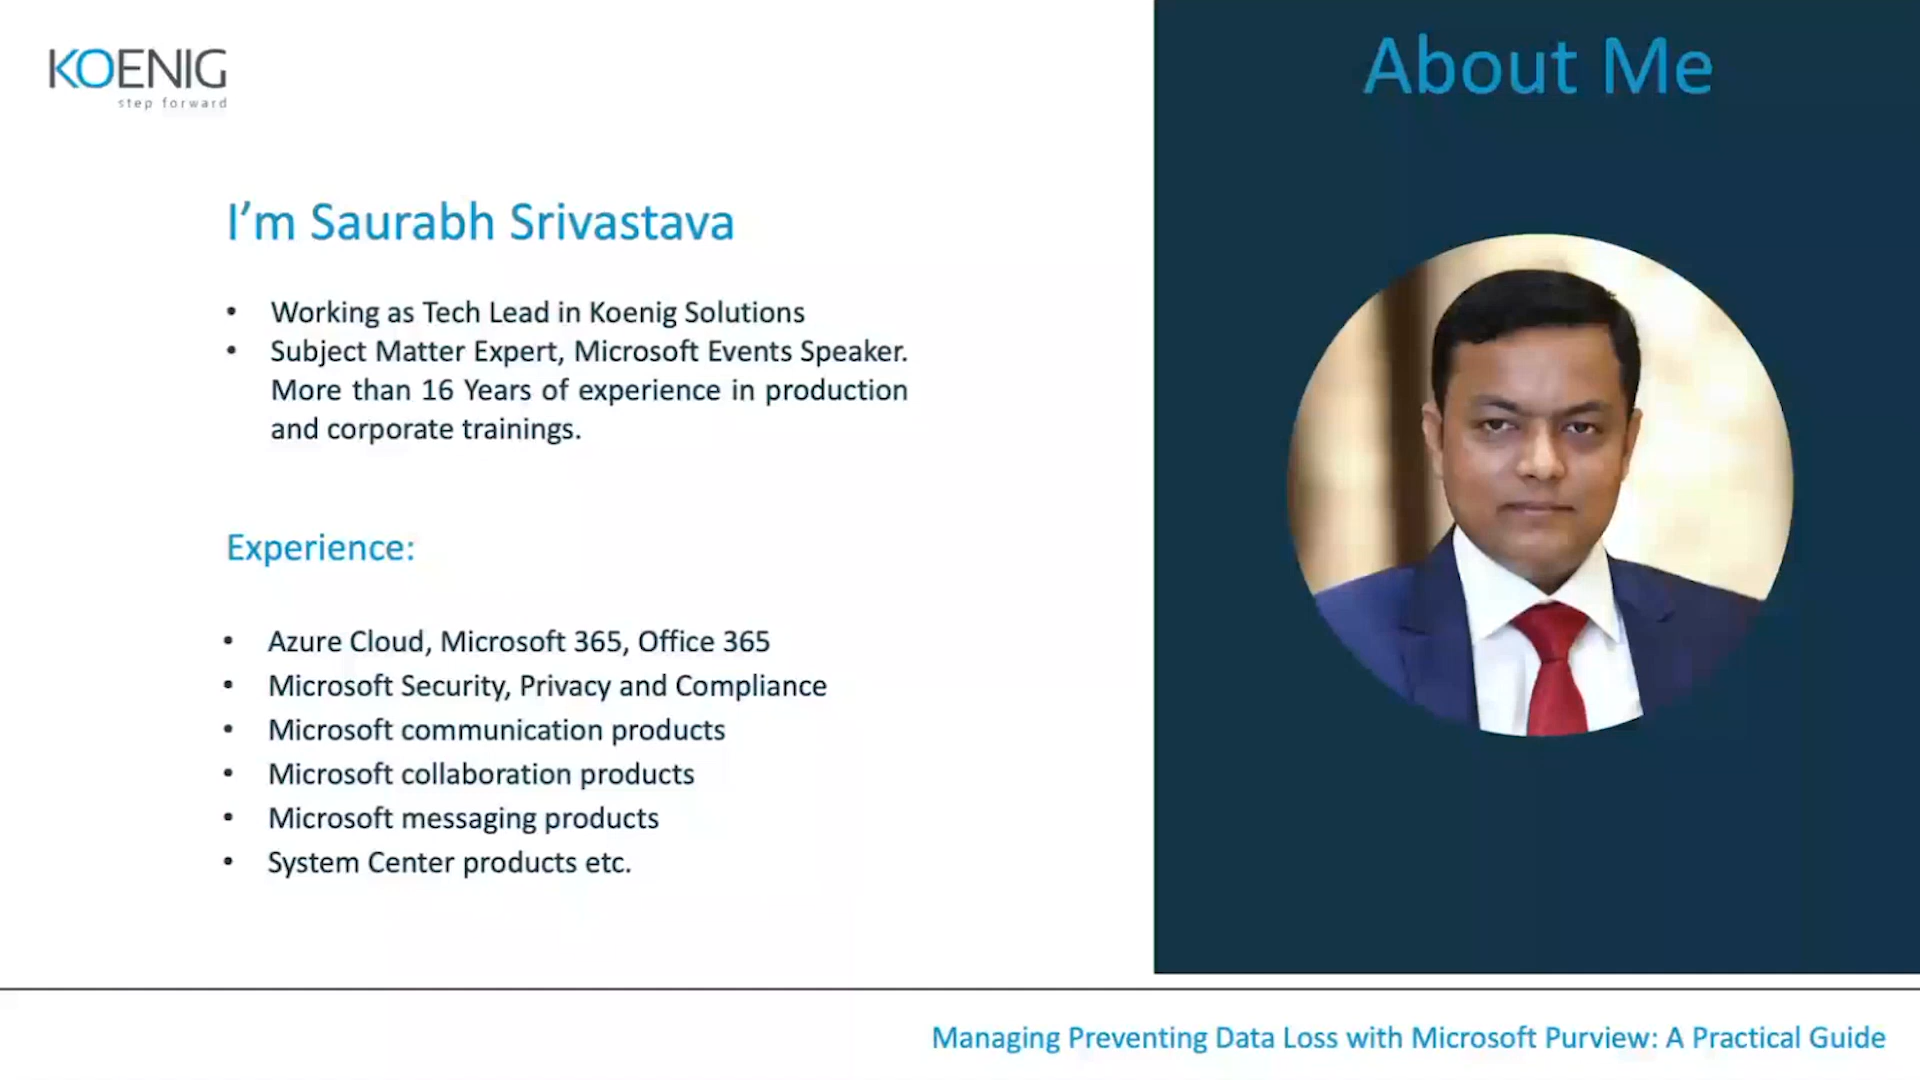 KOENIG
step forward
About Me
I'm Saurabh Srivastava
• Working as Tech Lead in Koenig Solutions
• Subject Matter Expert, Microsoft Events Speaker.
More than 16 Years of experience in production
and corporate trainings.
Experience:
• Azure Cloud, Microsoft 365, Office 365
• Microsoft Security, Privacy and Compliance
• Microsoft communication products
• Microsoft collaboration products
• Microsoft messaging products
• System Center products etc.
Managing Preventing Data Loss with Microsoft Purview: A Practical Guide